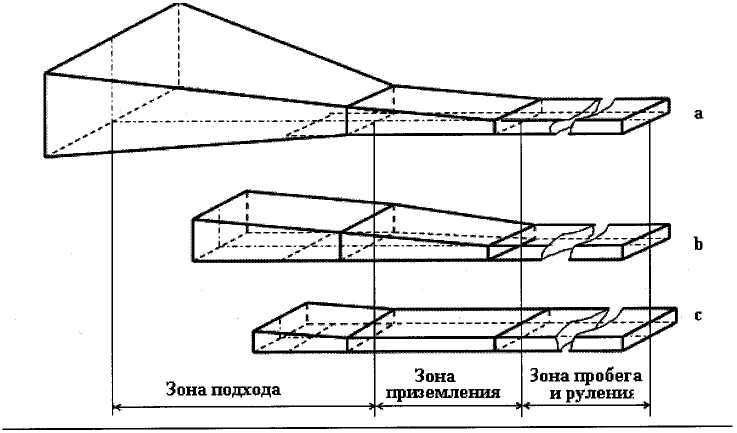 a
b
c
Зона подхода
Зона
приземления
Зона пробега
и руления